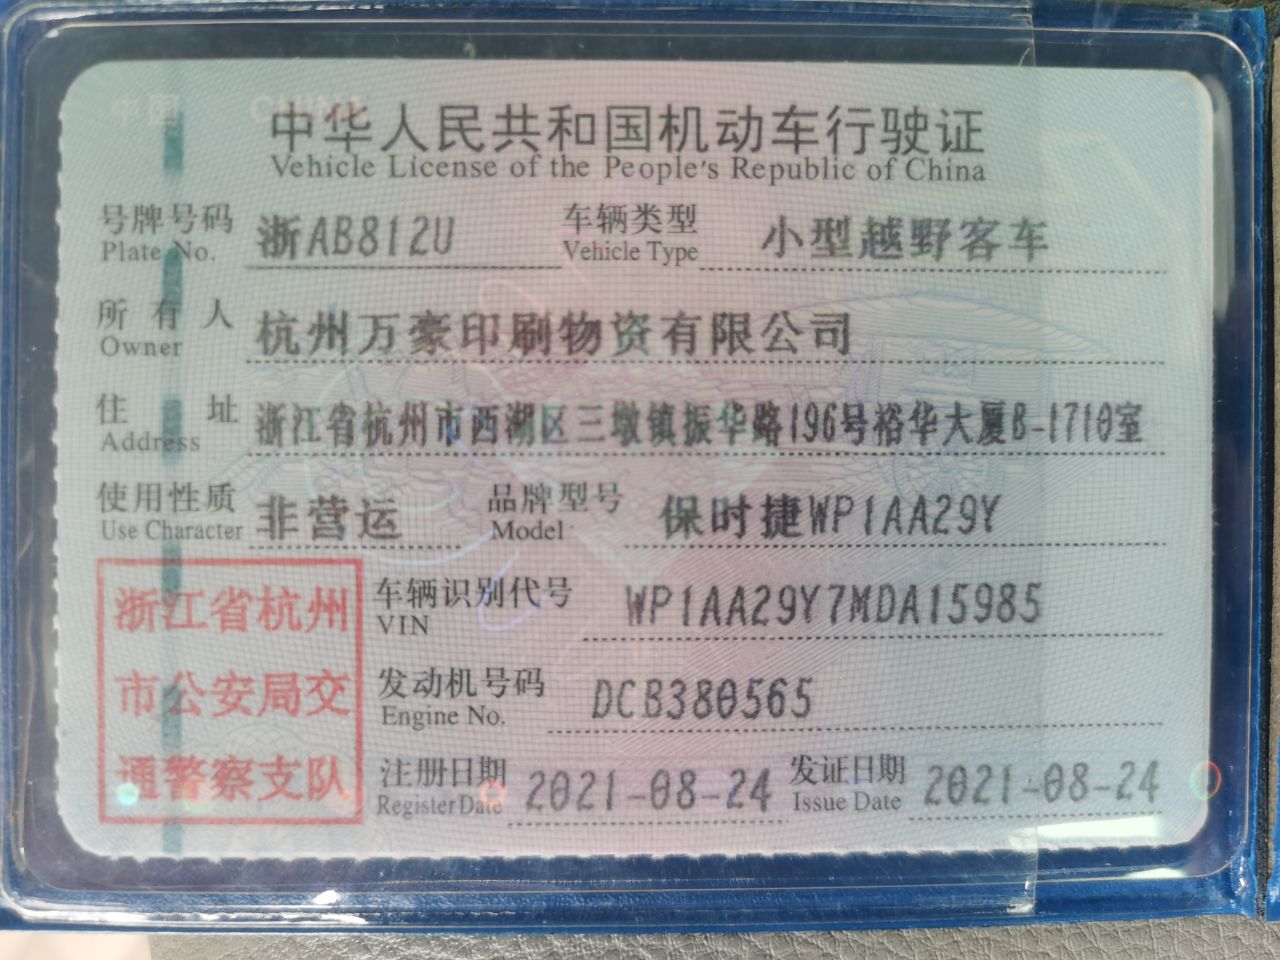 中华人民共和国机动车行驶证
Vehicle License of the People's Republic of China
号牌号码 浙AB812U 车辆类型 小型越野客车
Plate No. Vehicle Type
所有人 杭州万豪印刷物资有限公司
Owner
住址 浙江省杭州市西湖区三墩镇振华路196号裕华大厦B-1710室
Address
使用性质 非营运 品牌型号 保时捷WP1AA29Y
Use Character Model
浙江省杭州 车辆识别代号 WP1AA29Y7MDA15985
VIN
市公安局交 发动机号码 DCB380565
Engine No.
通警察支队 注册日期 2021-08-24 发证日期 2021-08-24
Register Date Issue Date